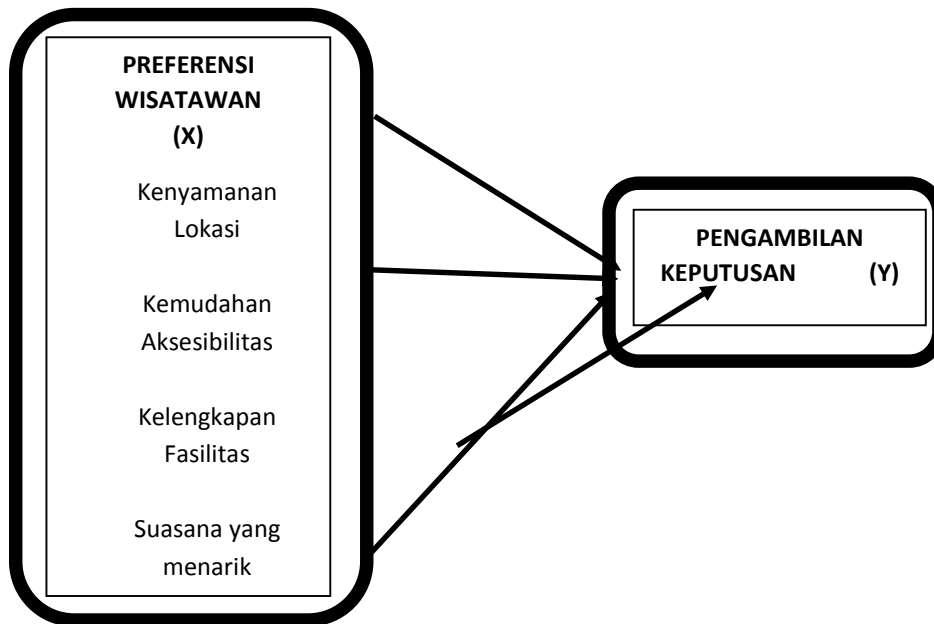 PREFERENSI
WISATAWAN
(X)
Kenyamanan
Lokasi
Kemudahan
Aksesibilitas
Kelengkapan
Fasilitas
Suasana yang
menarik
PENGAMBILAN
KEPUTUSAN (Y)